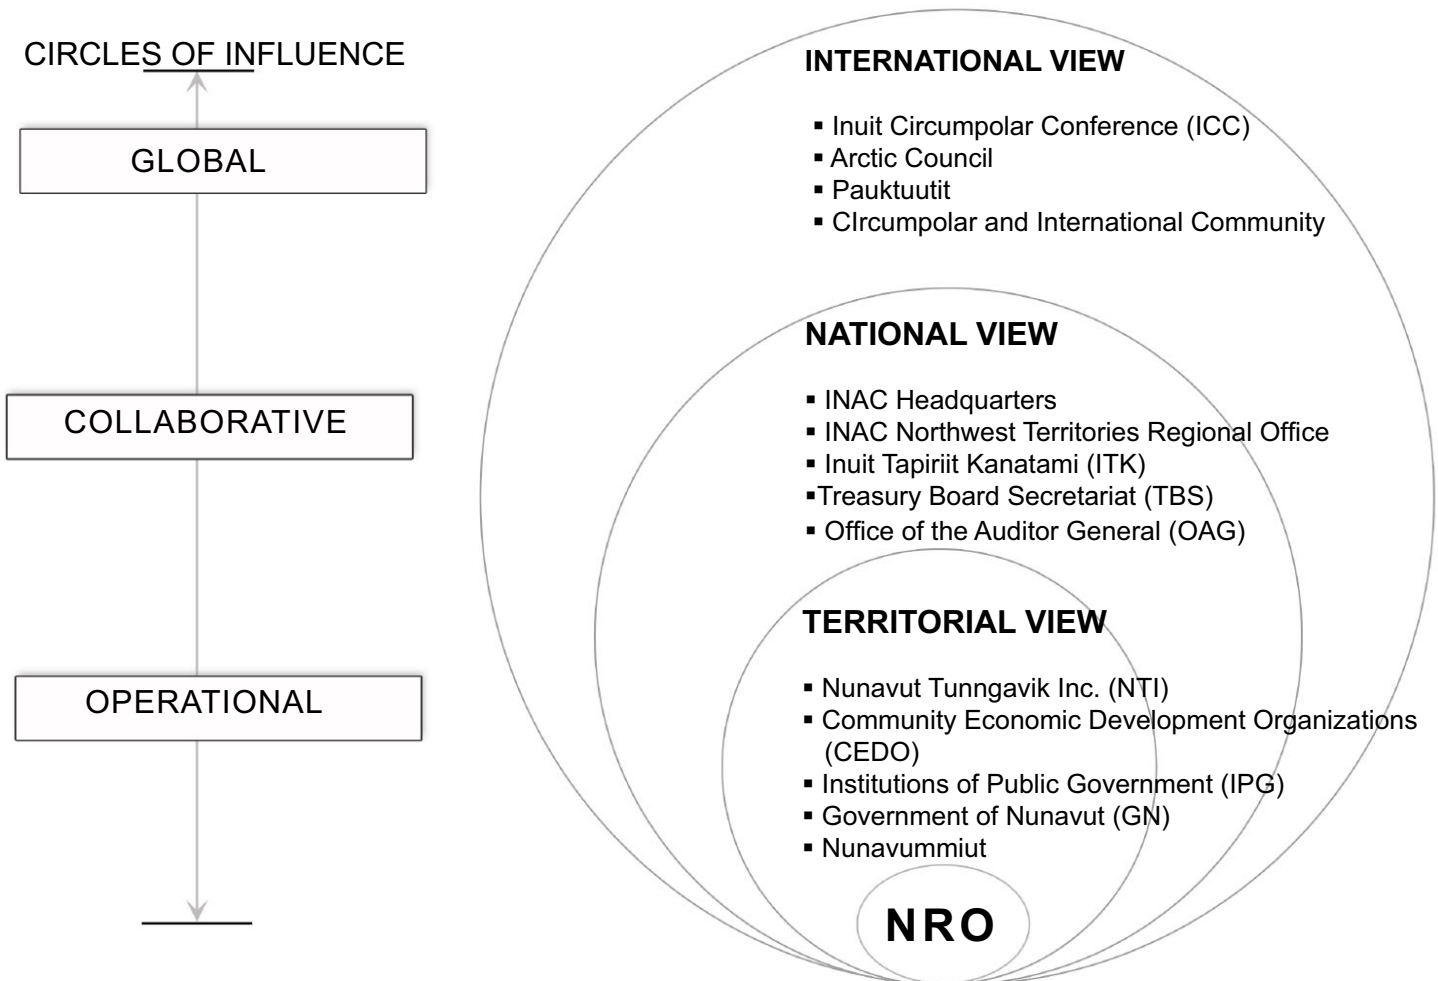 CIRCLES OF INFLUENCE
GLOBAL
COLLABORATIVE
OPERATIONAL
INTERNATIONAL VIEW
▪ Inuit Circumpolar Conference (ICC)
▪ Arctic Council
▪ Pauktuutit
▪ CIrcumpolar and International Community
NATIONAL VIEW
▪ INAC Headquarters
▪ INAC Northwest Territories Regional Office
▪ Inuit Tapiriit Kanatami (ITK)
▪Treasury Board Secretariat (TBS)
▪ Office of the Auditor General (OAG)
TERRITORIAL VIEW
▪ Nunavut Tunngavik Inc. (NTI)
▪ Community Economic Development Organizations
(CEDO)
▪ Institutions of Public Government (IPG)
▪ Government of Nunavut (GN)
▪ Nunavummiut
NRO